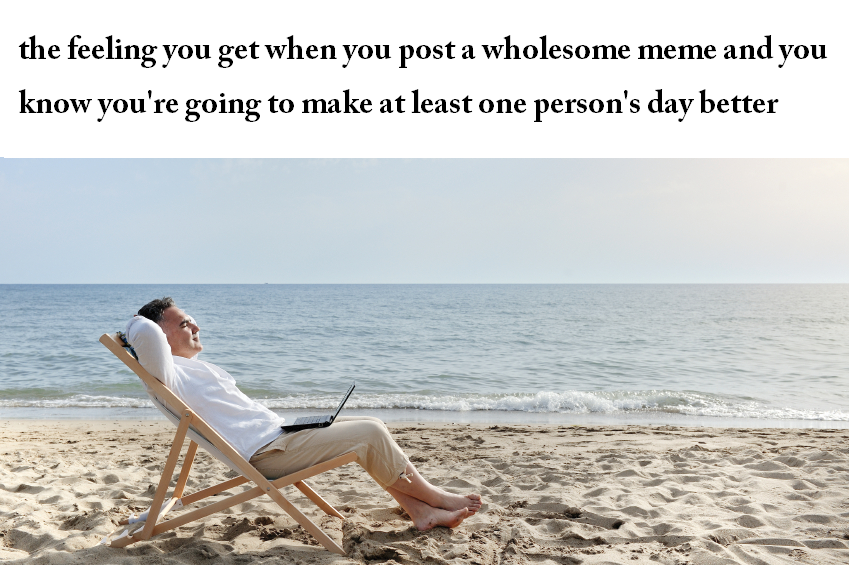 the feeling you get when you post a wholesome meme and you
know you're going to make at least one person's day better